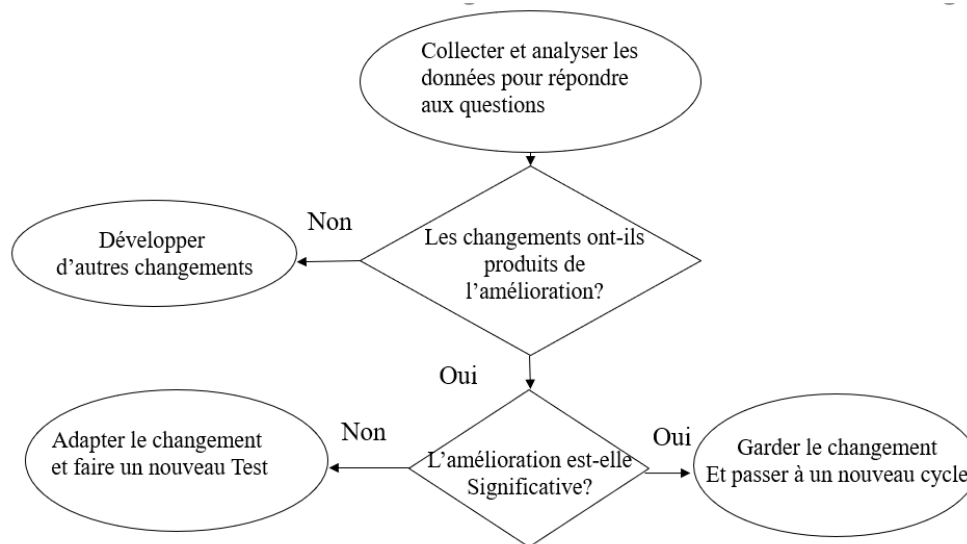 Collecter et analyser les
données pour répondre
aux questions
Non
Développer
d’autres changements
Les changements ont-ils
produits de
l’amélioration?
Oui
Adapter le changement
et faire un nouveau Test
Non
L’amélioration est-elle
Significative?
Oui
Garder le changement
Et passer à un nouveau cycle